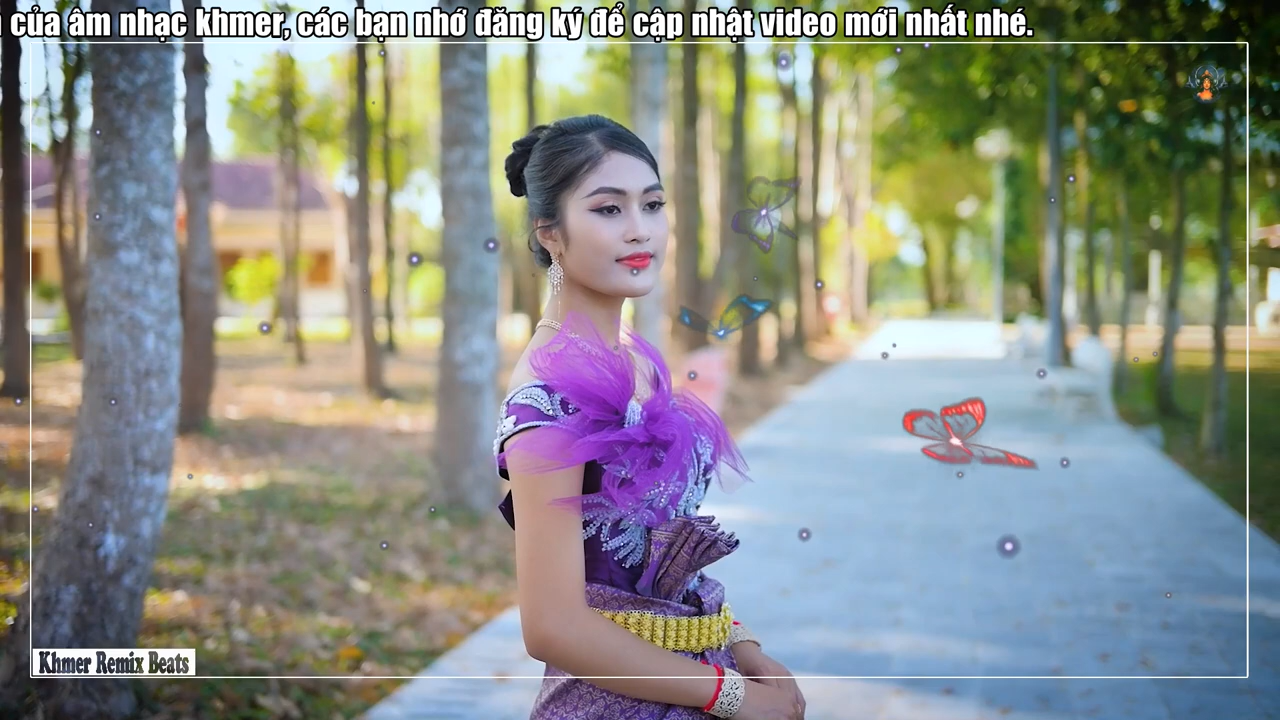 của âm nhạc khmer, các bạn nhớ đăng ký để cập nhật video mới nhất nhé.
Khmer Remix Beats